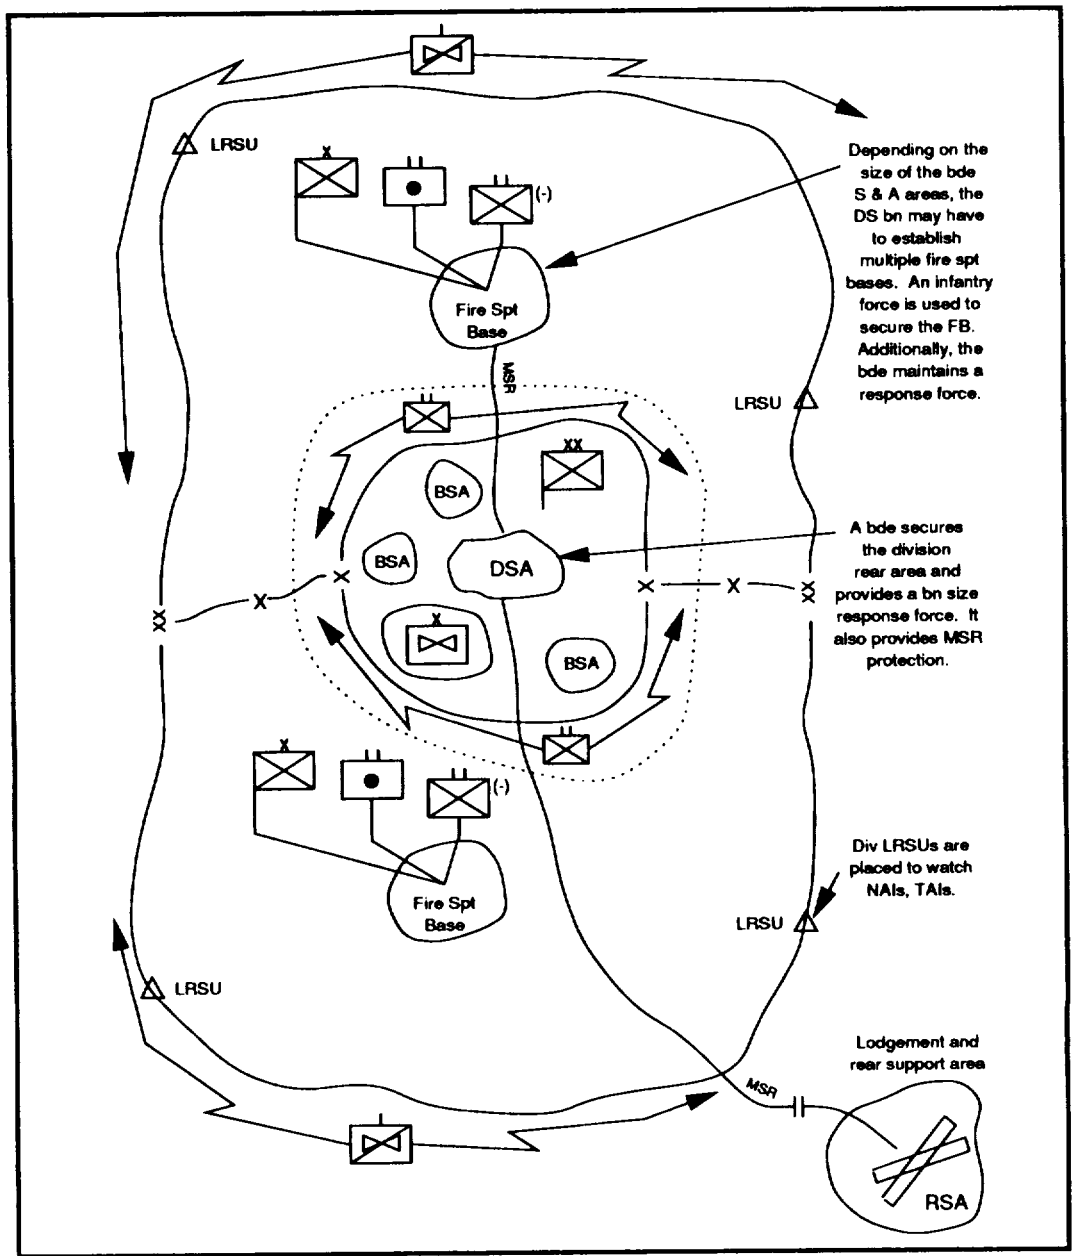 LRSU
(-)
Fire Spt
Base
Depending on the
size of the bde
S & A areas, the
DS bn may have
to establish
multiple fire spt
bases. An infantry
force is used to
secure the FB.
Additionally, the
bde maintains a
response force.
MSR
LRSU
BSA
BSA
DSA
BSA
A bde secures
the division
rear area and
provides a bn size
response force. It
also provides MSR
protection.
(-)
Fire Spt
Base
Div LRSUs are
placed to watch
NAIs, TAIs.
LRSU
LRSU
Lodgement and
rear support area
MSR
RSA